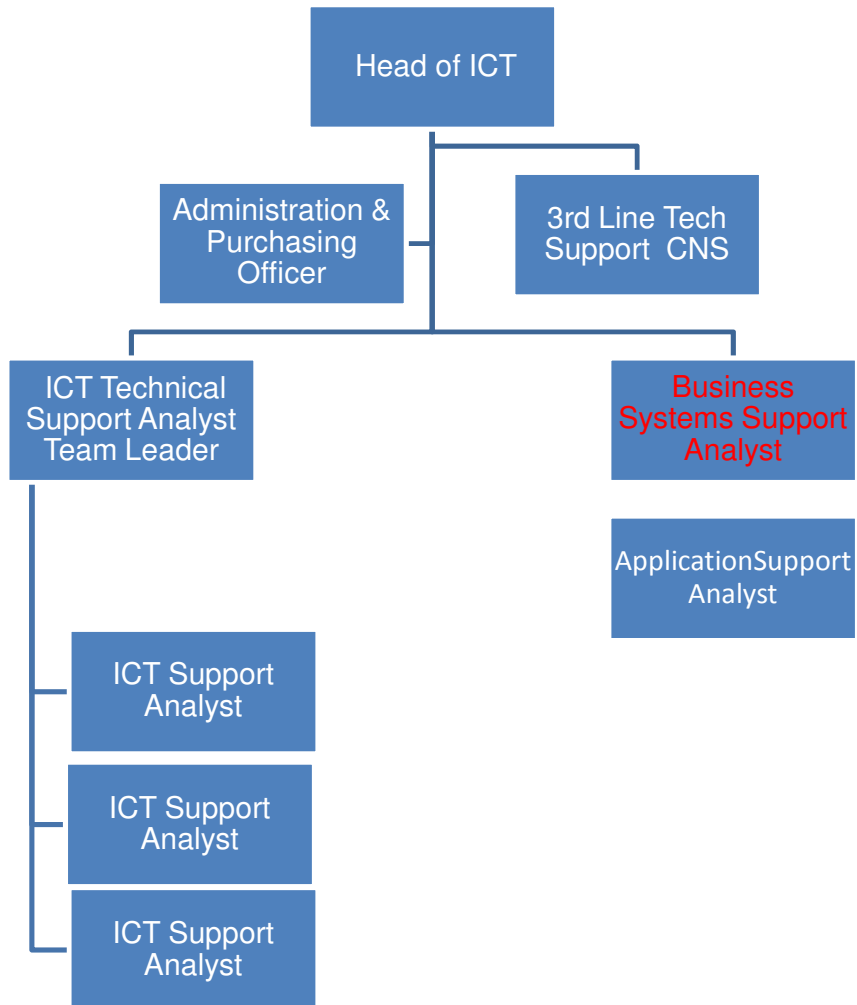 Head of ICT
Administration &
Purchasing
Officer
3rd Line Tech
Support CNS
ICT Technical
Support Analyst
Team Leader
Business
Systems Support
Analyst
ApplicationSupport
Analyst
ICT Support
Analyst
ICT Support
Analyst
ICT Support
Analyst